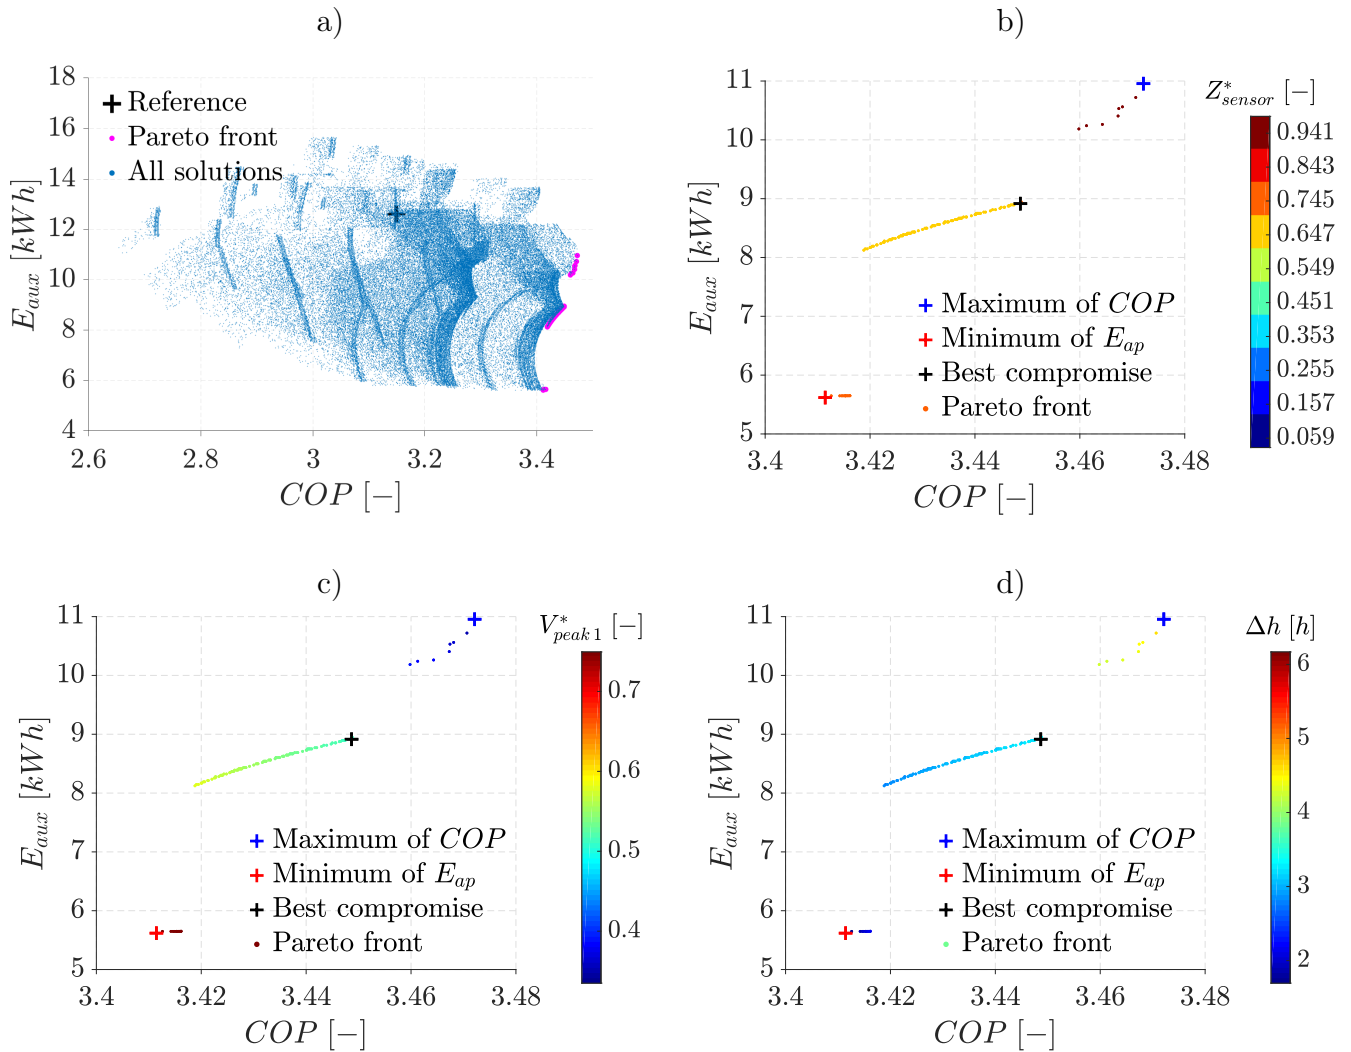 a)
18
16
14
12
10
8
6
4
E_aux [kWh]
Reference
Pareto front
All solutions
2.6 2.8 3 3.2 3.4
COP [−]
b)
11
10
9
8
7
6
5
E_aux [kWh]
Maximum of COP
Minimum of E_ap
Best compromise
Pareto front
3.4 3.42 3.44 3.46 3.48
COP [−]
Z*_sensor [−]
0.941
0.843
0.745
0.647
0.549
0.451
0.353
0.255
0.157
0.059
c)
11
10
9
8
7
6
5
E_aux [kWh]
Maximum of COP
Minimum of E_ap
Best compromise
Pareto front
3.4 3.42 3.44 3.46 3.48
COP [−]
V*_peak 1 [−]
0.7
0.6
0.5
0.4
d)
11
10
9
8
7
6
5
E_aux [kWh]
Maximum of COP
Minimum of E_ap
Best compromise
Pareto front
3.4 3.42 3.44 3.46 3.48
COP [−]
Δh [h]
6
5
4
3
2